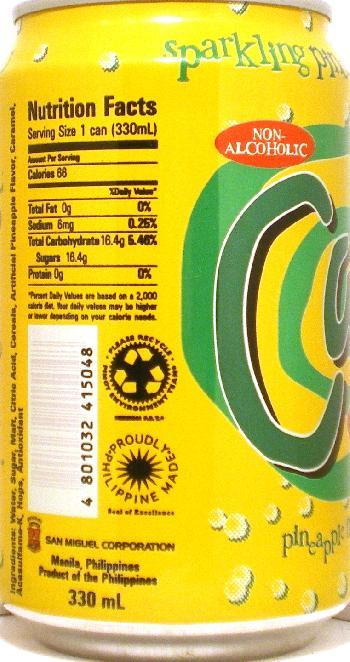 sparkling
NON-
ALCOHOLIC
Nutrition Facts
Serving Size 1 can (330mL)
Amount Per Serving
Calories 66
%Daily Value*
Total Fat 0g 0%
Sodium 6mg 0.25%
Total Carbohydrate 16.4g 5.46%
Sugars 16.4g
Protein 0g 0%
*Percent Daily Values are based on a 2,000
calorie diet. Your daily values may be higher
or lower depending on your calorie needs.
4 801032 415048
PLEASE RECYCLE
PROUDLY PHILIPPINE MADE
Seal of Excellence
SAN MIGUEL CORPORATION
Manila, Philippines
Product of the Philippines
330 mL
Ingredients: Water, Sugar, Malt, Citric Acid, Cereals, Artificial Pineapple Flavor, Caramel,
Acesulfame-K, Hops, Antioxidant
pineapple